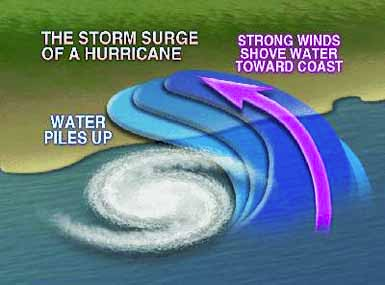 THE STORM SURGE
OF A HURRICANE
STRONG WINDS
SHOVE WATER
TOWARD COAST
WATER
PILES UP